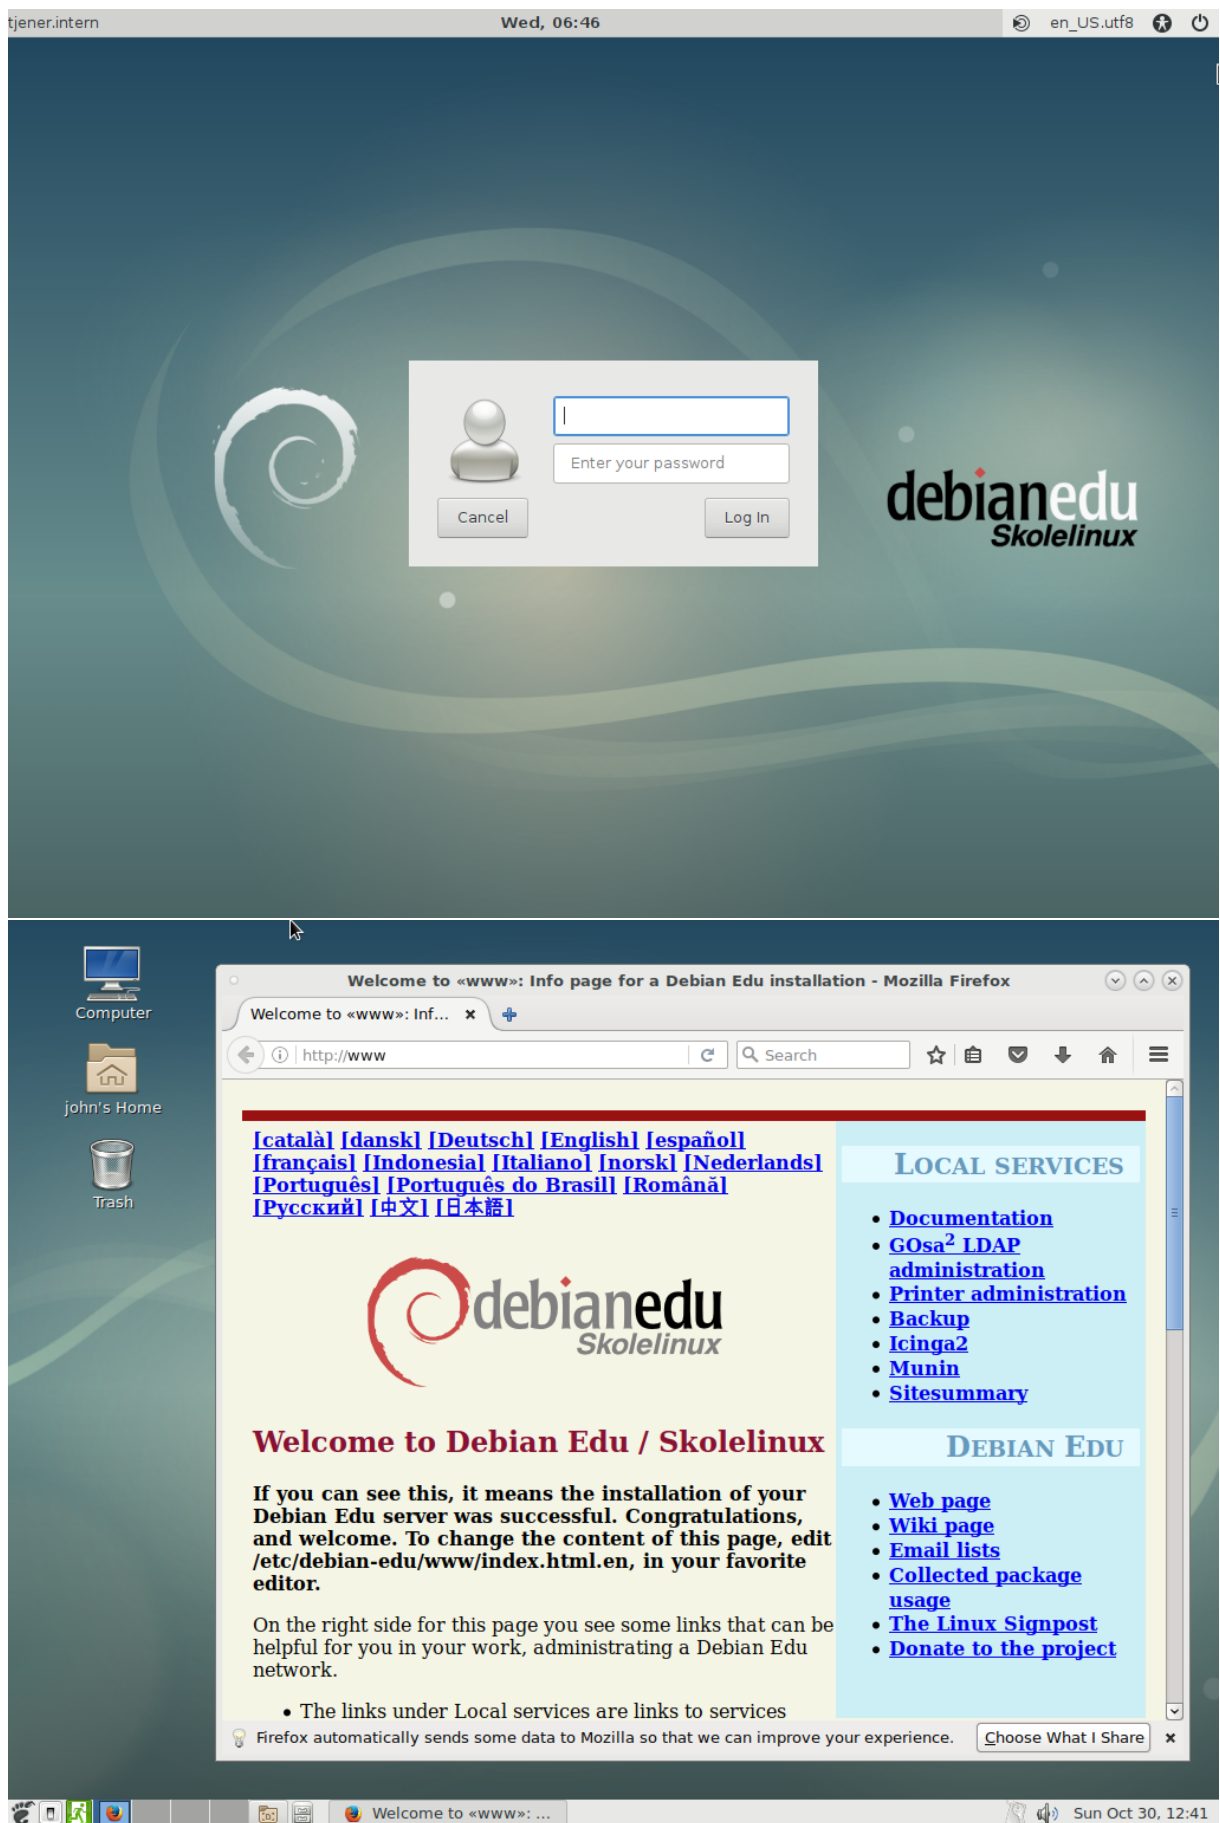 tjener.intern
Wed, 06:46
en_US.utf8
Enter your password
Cancel
Log In
debianedu
Skolelinux
Computer
john's Home
Trash
Welcome to «www»: Info page for a Debian Edu installation - Mozilla Firefox
Welcome to «www»: Inf...
http://www
Search
[català] [dansk] [Deutsch] [English] [español]
[français] [Indonesia] [Italiano] [norsk] [Nederlands]
[Português] [Português do Brasil] [Română]
[Русский] [中文] [日本語]
debianedu
Skolelinux
Welcome to Debian Edu / Skolelinux
If you can see this, it means the installation of your
Debian Edu server was successful. Congratulations,
and welcome. To change the content of this page, edit
/etc/debian-edu/www/index.html.en, in your favorite
editor.
On the right side for this page you see some links that can be
helpful for you in your work, administrating a Debian Edu
network.
• The links under Local services are links to services
LOCAL SERVICES
• Documentation
• GOsa² LDAP
administration
• Printer administration
• Backup
• Icinga2
• Munin
• Sitesummary
DEBIAN EDU
• Web page
• Wiki page
• Email lists
• Collected package
usage
• The Linux Signpost
• Donate to the project
Firefox automatically sends some data to Mozilla so that we can improve your experience.
Choose What I Share
Welcome to «www»: ...
Sun Oct 30, 12:41